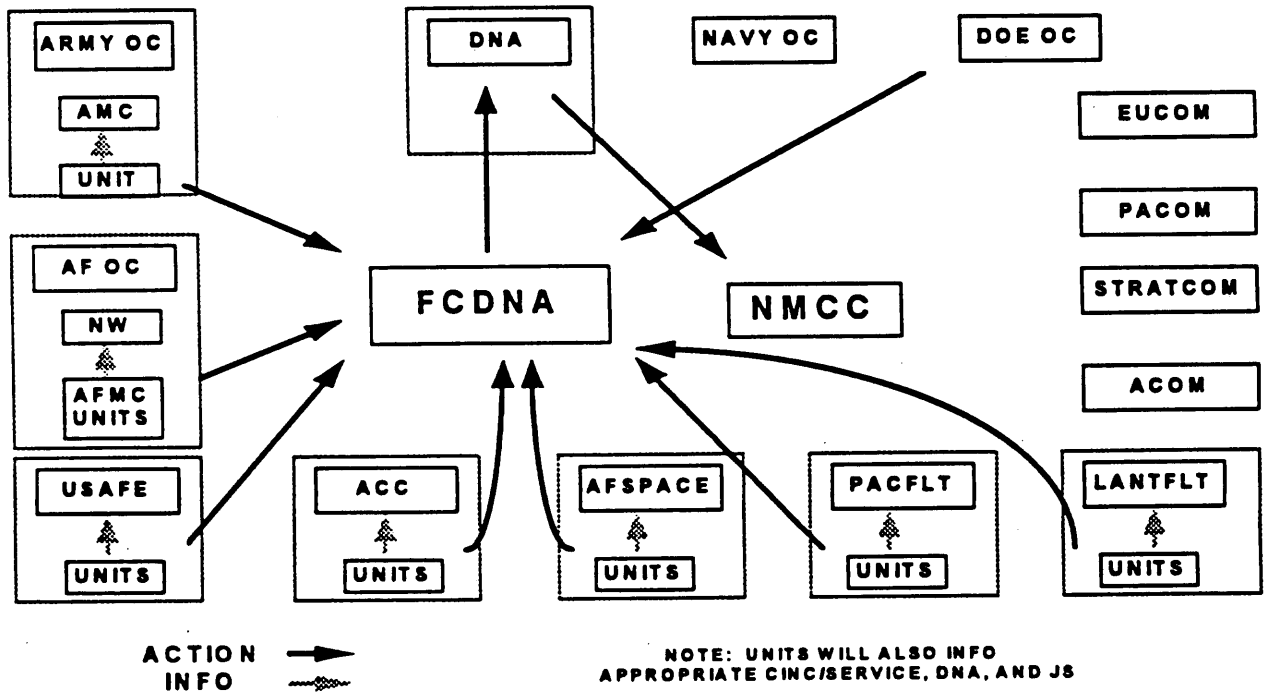 ARMY OC
AMC
UNIT
DNA
NAVY OC
DOE OC
EUCOM
PACOM
STRATCOM
ACOM
AF OC
NW
AFMC
UNITS
FCDNA
NMCC
USAFE
UNITS
ACC
UNITS
AFSPACE
UNITS
PACFLT
UNITS
LANTFLT
UNITS
ACTION
INFO
NOTE: UNITS WILL ALSO INFO
APPROPRIATE CINC/SERVICE, DNA, AND JS